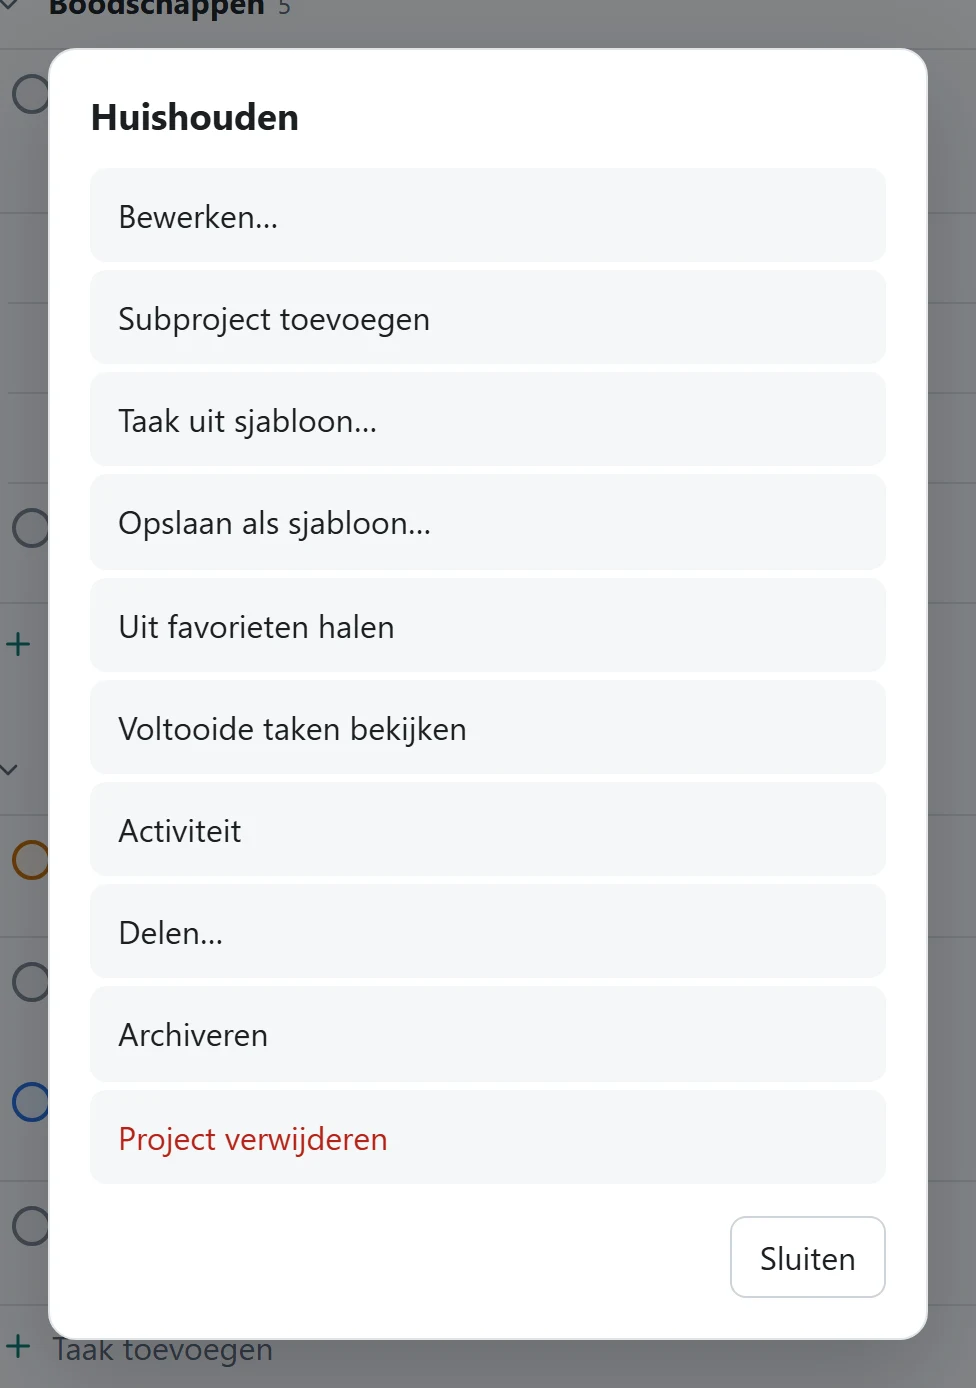 Boodschappen 5
Huishouden
Bewerken...
Subproject toevoegen
Taak uit sjabloon...
Opslaan als sjabloon...
Uit favorieten halen
Voltooide taken bekijken
Activiteit
Delen...
Archiveren
Project verwijderen
Sluiten
Taak toevoegen